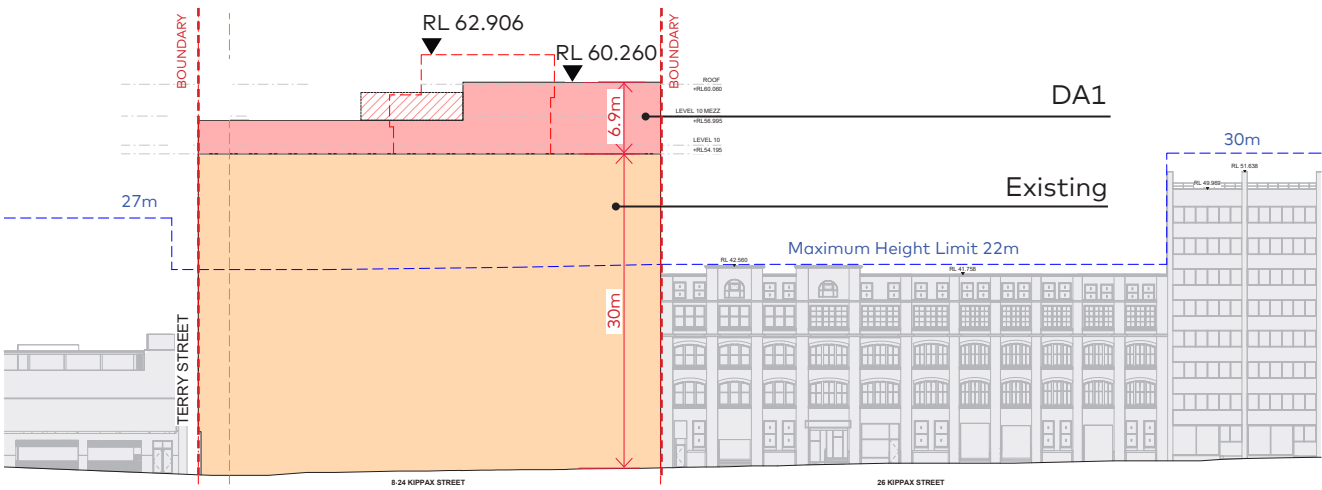 BOUNDARY
RL 62.906
RL 60.260
BOUNDARY
ROOF
+RL60.060
DA1
6.9m
LEVEL 10 MEZZ
+RL56.995
LEVEL 10
+RL54.195
30m
RL 51.638
RL 49.969
Existing
27m
Maximum Height Limit 22m
RL 42.560
RL 41.758
30m
TERRY STREET
8-24 KIPPAX STREET
26 KIPPAX STREET